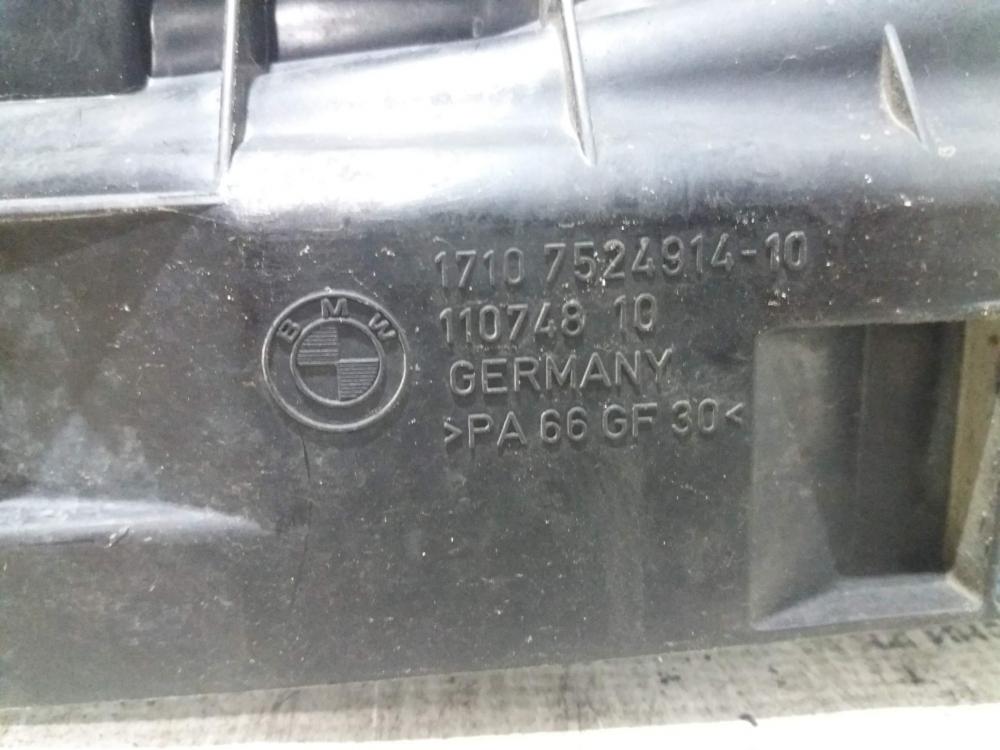 BMW
1710 7524914-10
110748 10
GERMANY
>PA 66 GF 30<